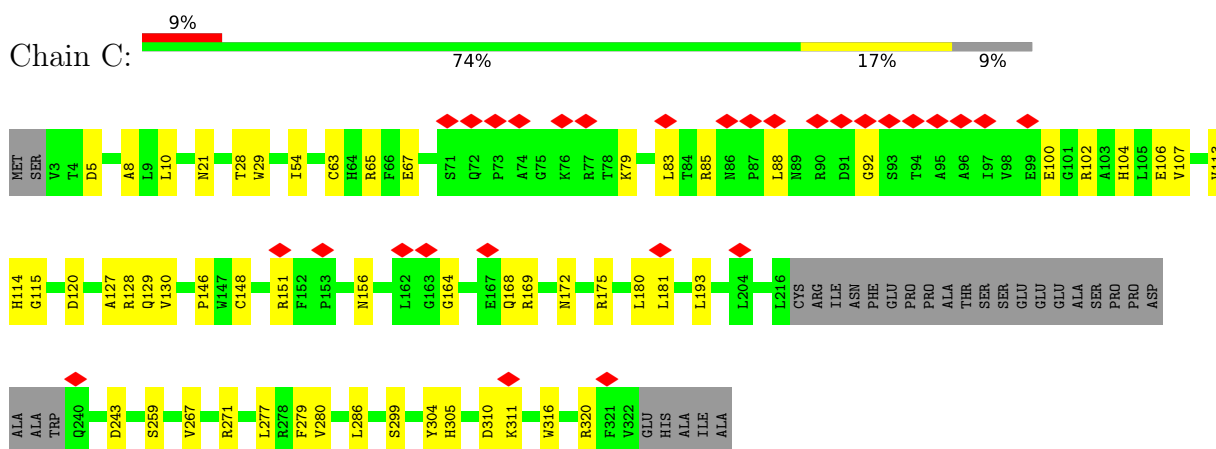 9%
Chain C:
74% 17% 9%
MET SER V3 T4 D5 A8 L9 L10 N21 T28 W29 I54 C63 H64 R65 F66 E67 S71 Q72 P73 A74 G75 K76 R77 T78 K79 L83 T84 R85 N86 P87 L88 N89 R90 D91 G92 S93 T94 A95 A96 I97 V98 E99 E100 G101 R102 A103 H104 L105 E106 V107 V113
H114 G115 D120 A127 R128 Q129 V130 P146 W147 C148 R151 F152 P153 N156 L162 G163 G164 E167 Q168 R169 N172 R175 L180 L181 L193 L204 L216 CYS ARG ILE ASN PHE GLU PRO PRO ALA THR SER SER GLU GLU GLU ALA SER PRO PRO ASP
ALA ALA TRP Q240 D243 S259 V267 R271 L277 R278 F279 V280 L286 S299 Y304 H305 D310 K311 W316 R320 F321 V322 GLU HIS ALA ILE ALA